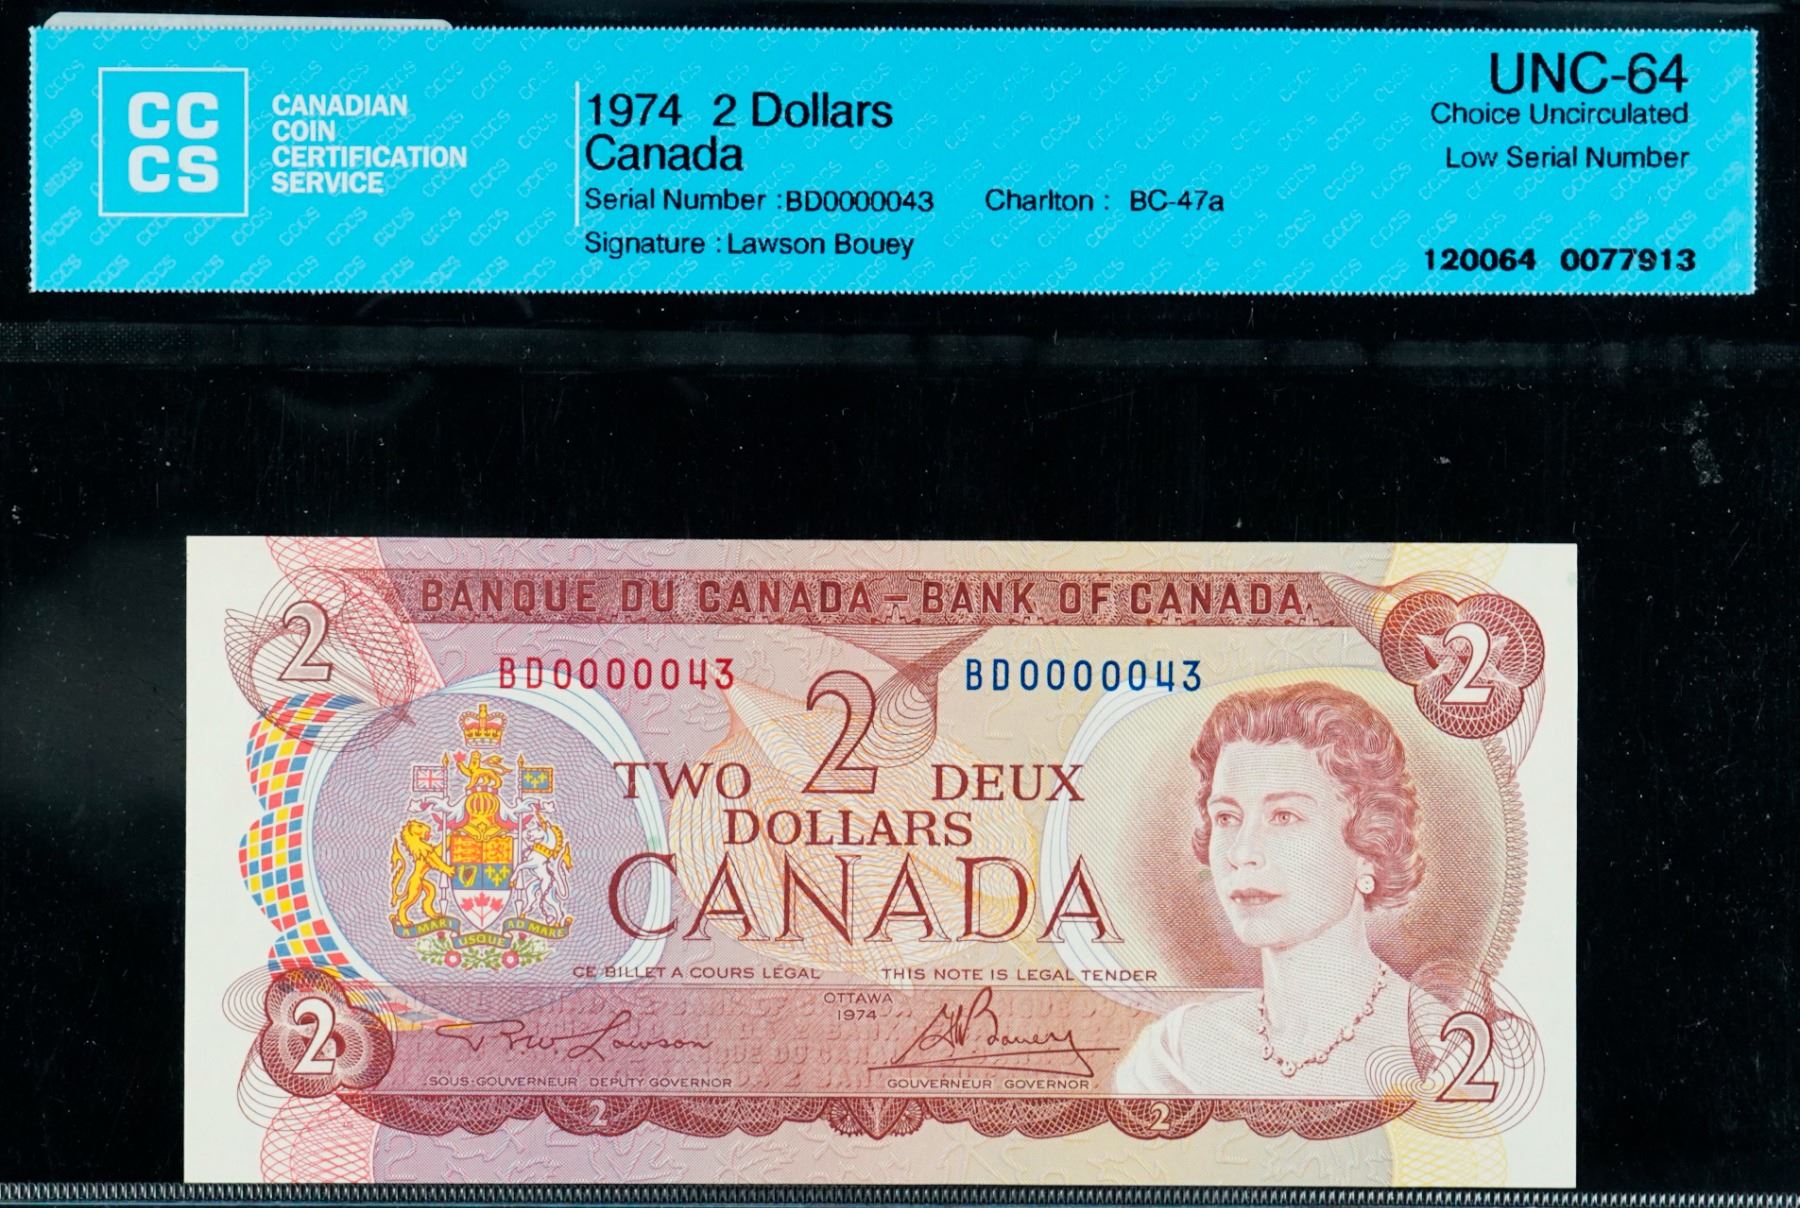 CC
CS
CANADIAN
COIN
CERTIFICATION
SERVICE
1974 2 Dollars
Canada
Serial Number :BD0000043 Charlton : BC-47a
Signature : Lawson Bouey
UNC-64
Choice Uncirculated
Low Serial Number
120064 0077913
BANQUE DU CANADA – BANK OF CANADA
2
2
BD0000043
BD0000043
2
TWO DEUX
DOLLARS
CANADA
A MARI USQUE AD MARE
CE BILLET A COURS LÉGAL THIS NOTE IS LEGAL TENDER
OTTAWA
1974
R.W. Lawson
G K Bouey
SOUS-GOUVERNEUR DEPUTY GOVERNOR
GOUVERNEUR GOVERNOR
2
2
2
2